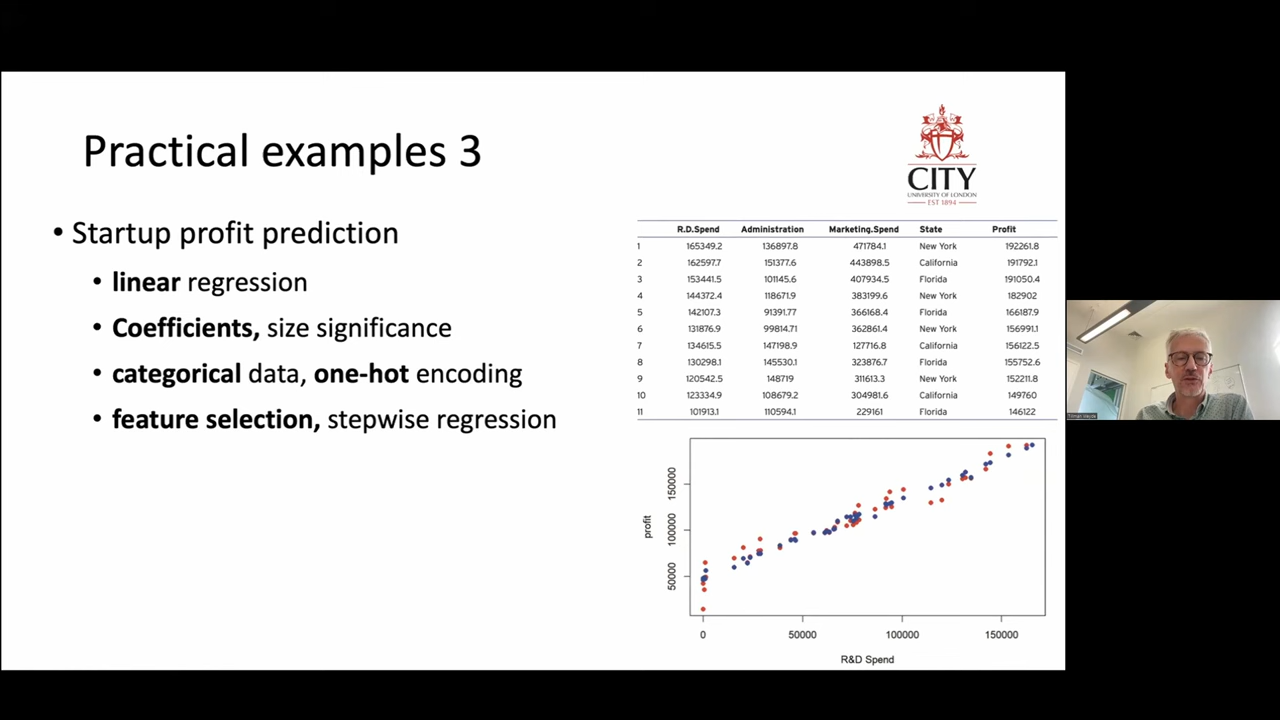 Practical examples 3
CITY
UNIVERSITY OF LONDON
EST 1894
• Startup profit prediction
• linear regression
• Coefficients, size significance
• categorical data, one-hot encoding
• feature selection, stepwise regression
R.D.Spend Administration Marketing.Spend State Profit
1 165349.2 136897.8 471784.1 New York 192261.8
2 162597.7 151377.6 443898.5 California 191792.1
3 153441.5 101145.6 407934.5 Florida 191050.4
4 144372.4 118671.9 383199.6 New York 182902
5 142107.3 91391.77 366168.4 Florida 166187.9
6 131876.9 99814.71 362861.4 New York 156991.1
7 134615.5 147198.9 127716.8 California 156122.5
8 130298.1 145530.1 323876.7 Florida 155752.6
9 120542.5 148719 311613.3 New York 152211.8
10 123334.9 108679.2 304981.6 California 149760
11 101913.1 110594.1 229161 Florida 146122
profit
150000
100000
50000
0 50000 100000 150000
R&D Spend